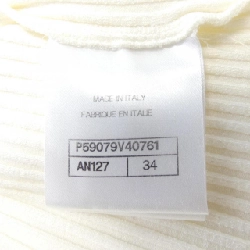 MADE IN ITALY
FABRIQUE EN ITALIE
P59079V40761
AN127 34